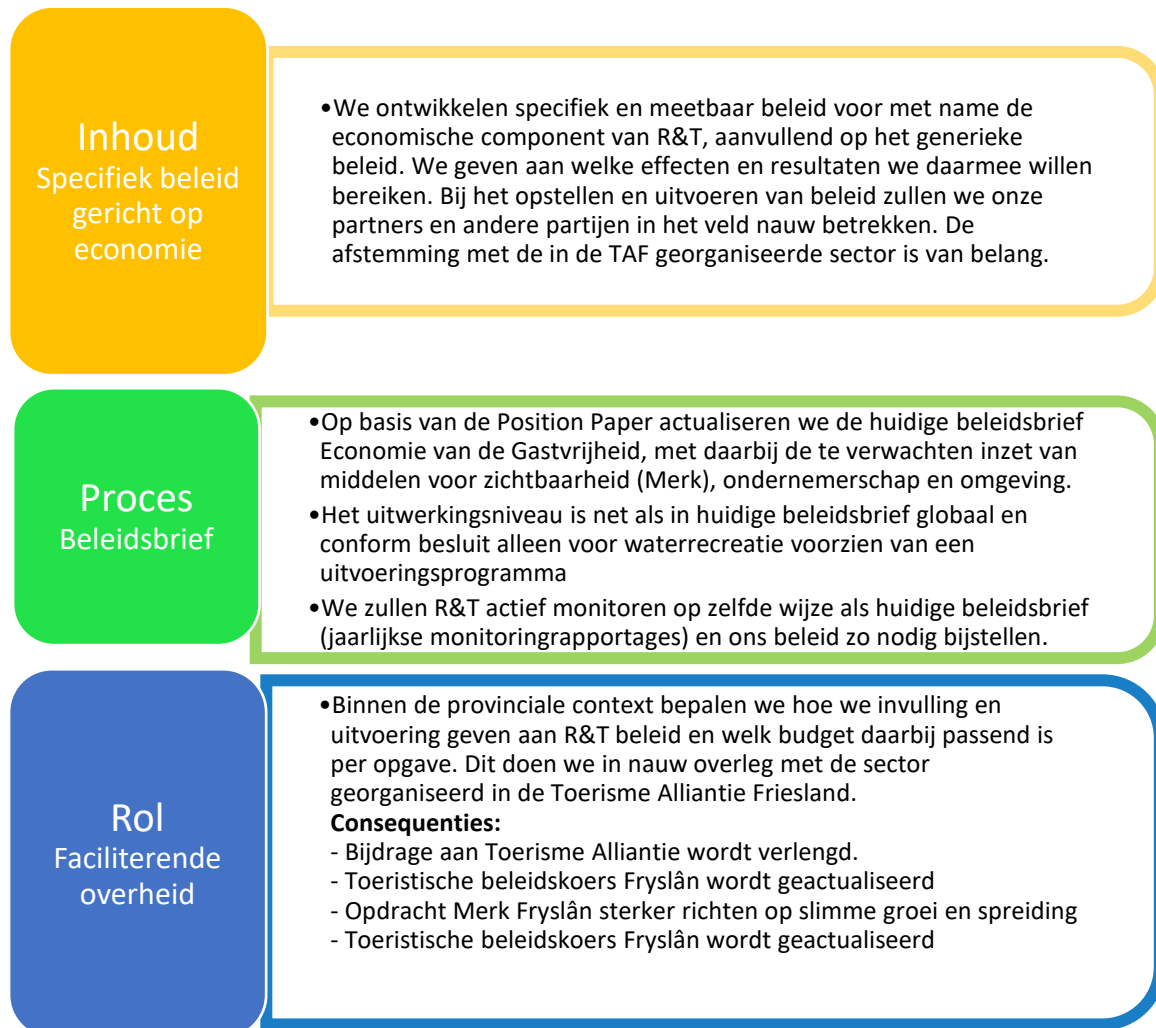 Inhoud
Specifiek beleid
gericht op
economie
•We ontwikkelen specifiek en meetbaar beleid voor met name de
economische component van R&T, aanvullend op het generieke
beleid. We geven aan welke effecten en resultaten we daarmee willen
bereiken. Bij het opstellen en uitvoeren van beleid zullen we onze
partners en andere partijen in het veld nauw betrekken. De
afstemming met de in de TAF georganiseerde sector is van belang.
Proces
Beleidsbrief
•Op basis van de Position Paper actualiseren we de huidige beleidsbrief
Economie van de Gastvrijheid, met daarbij de te verwachten inzet van
middelen voor zichtbaarheid (Merk), ondernemerschap en omgeving.
•Het uitwerkingsniveau is net als in huidige beleidsbrief globaal en
conform besluit alleen voor waterrecreatie voorzien van een
uitvoeringsprogramma
•We zullen R&T actief monitoren op zelfde wijze als huidige beleidsbrief
(jaarlijkse monitoringrapportages) en ons beleid zo nodig bijstellen.
Rol
Faciliterende
overheid
•Binnen de provinciale context bepalen we hoe we invulling en
uitvoering geven aan R&T beleid en welk budget daarbij passend is
per opgave. Dit doen we in nauw overleg met de sector
georganiseerd in de Toerisme Alliantie Friesland.
Consequenties:
- Bijdrage aan Toerisme Alliantie wordt verlengd.
- Toeristische beleidskoers Fryslân wordt geactualiseerd
- Opdracht Merk Fryslân sterker richten op slimme groei en spreiding
- Toeristische beleidskoers Fryslân wordt geactualiseerd